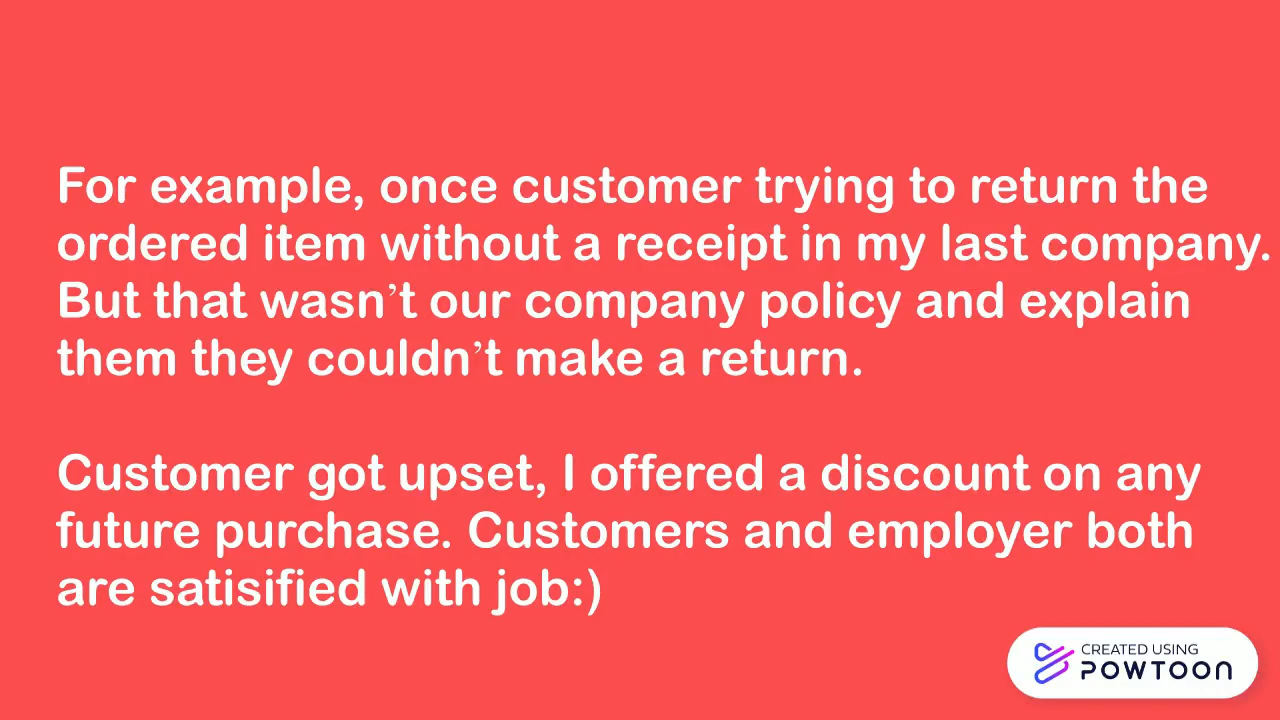 For example, once customer trying to return the
ordered item without a receipt in my last company.
But that wasn’t our company policy and explain
them they couldn’t make a return.
Customer got upset, I offered a discount on any
future purchase. Customers and employer both
are satisified with job:)
CREATED USING
POWTOON